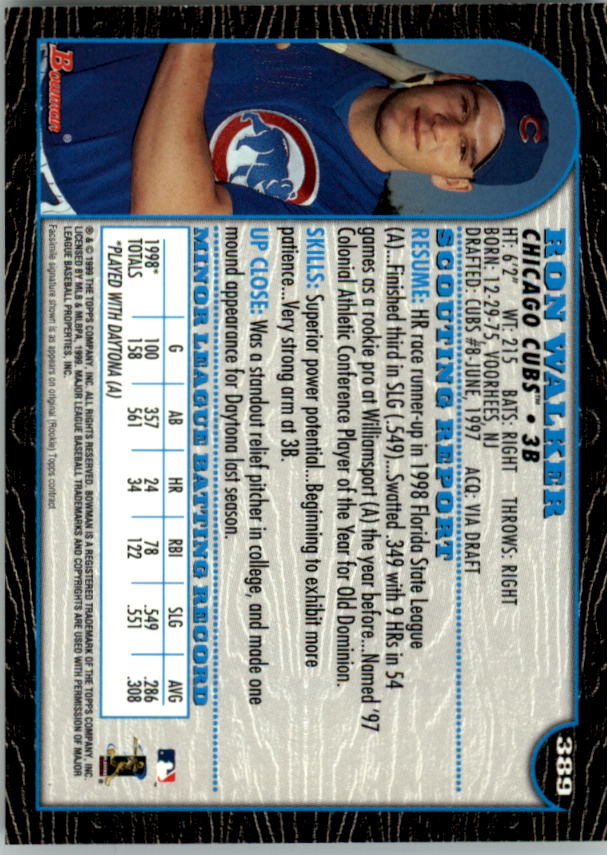 389
RON WALKER
CHICAGO CUBS™ • 3B
HT: 6'2" WT: 215 BATS: RIGHT THROWS: RIGHT
BORN: 12-29-75, VOORHEES, NJ
DRAFTED: CUBS #8-JUNE, 1997 ACQ: VIA DRAFT
SCOUTING REPORT
RESUME: HR race runner-up in 1998 Florida State League
(A)...Finished third in SLG (.549)...Swatted .349 with 9 HRs in 54
games as a rookie pro at Williamsport (A) the year before....Named '97
Colonial Athletic Conference Player of the Year for Old Dominion.
SKILLS: Superior power potential...Beginning to exhibit more
patience...Very strong arm at 3B.
UP CLOSE: Was a standout relief pitcher in college, and made one
mound appearance for Daytona last season.
MINOR LEAGUE BATTING RECORD
G AB HR RBI SLG AVG
1998* 100 357 24 78 .549 .286
TOTALS 158 561 34 122 .551 .308
*PLAYED WITH DAYTONA (A)
® & © 1999 THE TOPPS COMPANY, INC. ALL RIGHTS RESERVED. BOWMAN IS A REGISTERED TRADEMARK OF THE TOPPS COMPANY, INC.
LICENSED BY MLB & MLBPA, 1999. MAJOR LEAGUE BASEBALL TRADEMARKS AND COPYRIGHTS ARE USED WITH PERMISSION OF MAJOR
LEAGUE BASEBALL PROPERTIES, INC.
Facsimile signature shown is as appears on original (Rookie) Topps contract
Bowman®
C